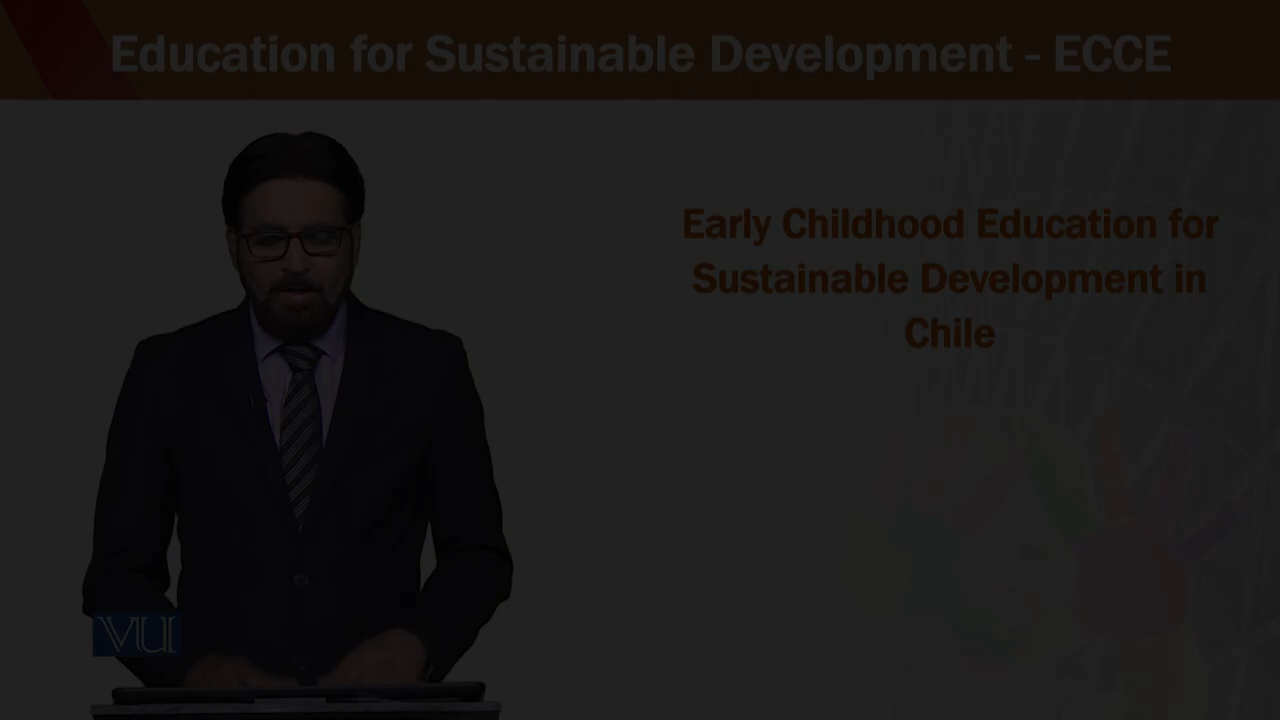 Education for Sustainable Development - ECCE
Early Childhood Education for
Sustainable Development in
Chile
VU